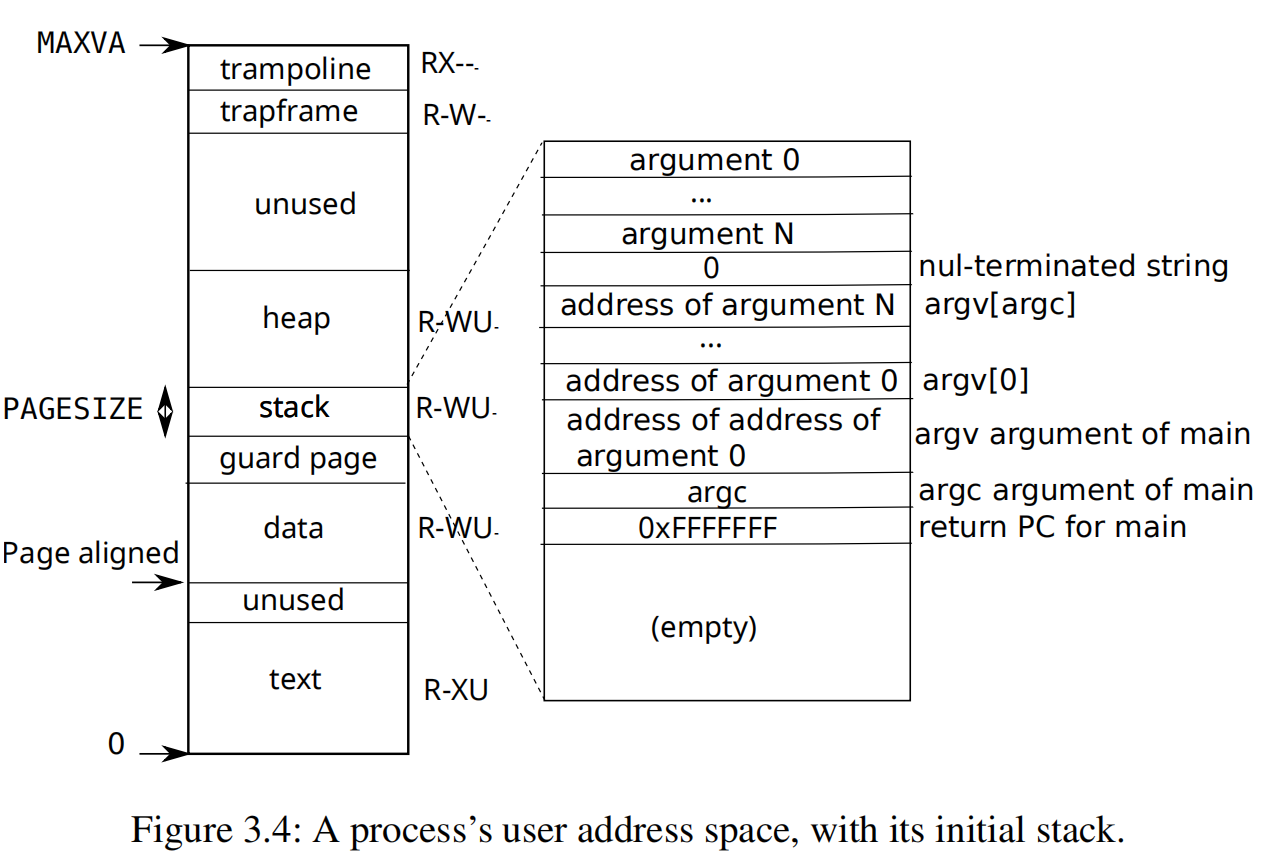 MAXVA
trampoline RX--
trapframe R-W--
unused
heap R-WU-
PAGESIZE stack R-WU-
guard page
data R-WU-
Page aligned
unused
text R-XU
0
argument 0
...
argument N
0 nul-terminated string
address of argument N argv[argc]
...
address of argument 0 argv[0]
address of address of
argument 0 argv argument of main
argc argc argument of main
0xFFFFFFF return PC for main
(empty)
Figure 3.4: A process's user address space, with its initial stack.